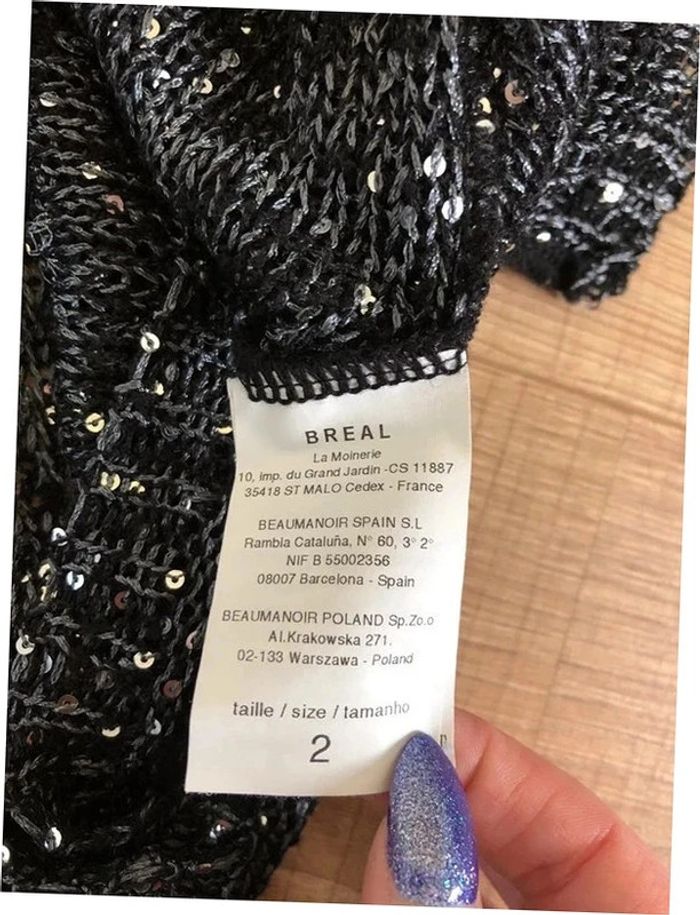 BREAL
La Moinerie
10, imp. du Grand Jardin -CS 11887
35418 ST MALO Cedex - France
BEAUMANOIR SPAIN S.L
Rambla Cataluña, N° 60, 3° 2°
NIF B 55002356
08007 Barcelona - Spain
BEAUMANOIR POLAND Sp.Zo.o
Al.Krakowska 271.
02-133 Warszawa - Poland
taille / size / tamanho
2